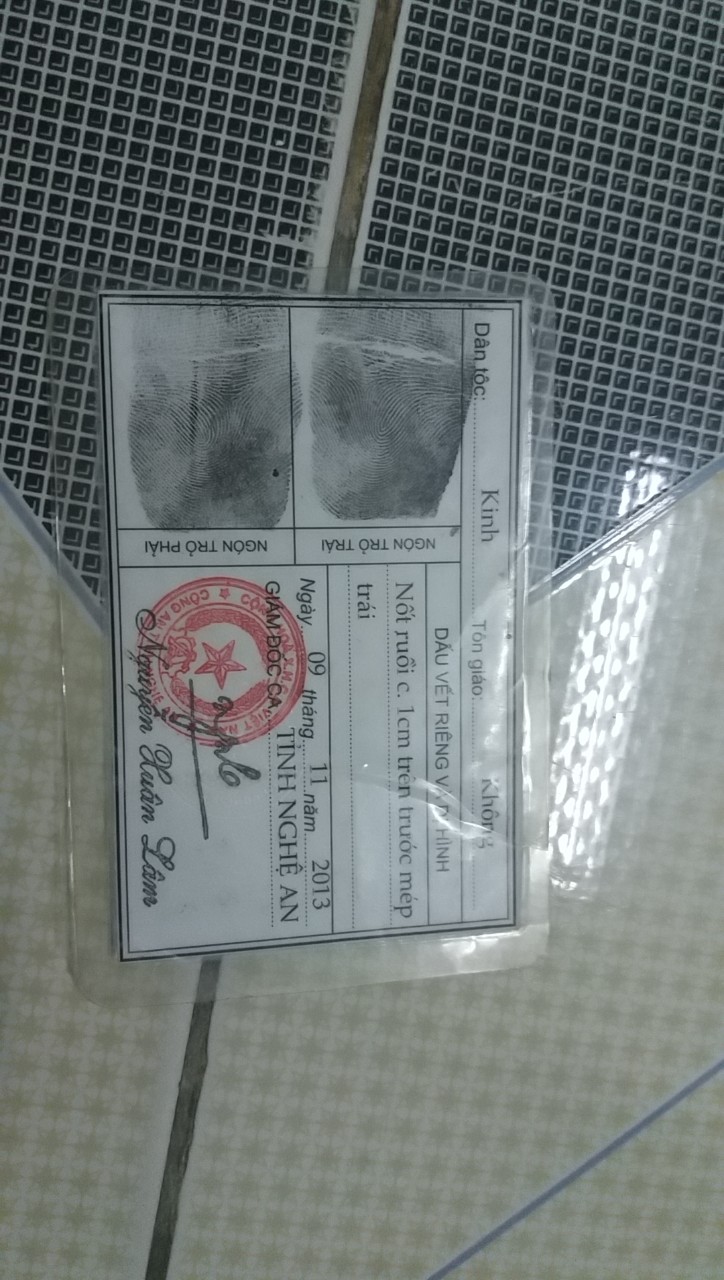 Dân tộc: Kinh Tôn giáo: Không
NGÓN TRỎ TRÁI
DẤU VẾT RIÊNG VÀ DỊ HÌNH
Nốt ruồi c. 1cm trên trước mép
trái
NGÓN TRỎ PHẢI
Ngày 09 tháng 11 năm 2013
GIÁM ĐỐC CA TỈNH NGHỆ AN
Nguyễn Xuân Lâm